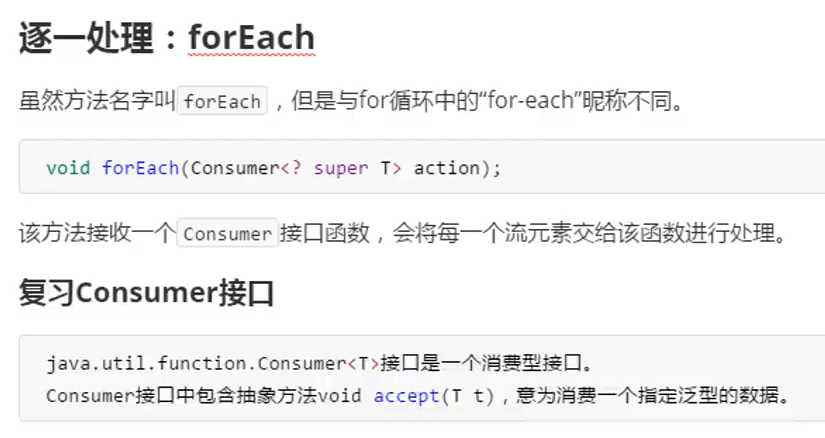 逐一处理：forEach
虽然方法名字叫 forEach ，但是与for循环中的“for-each”昵称不同。
void forEach(Consumer<? super T> action);
该方法接收一个 Consumer 接口函数，会将每一个流元素交给该函数进行处理。
复习Consumer接口
java.util.function.Consumer<T>接口是一个消费型接口。
Consumer接口中包含抽象方法void accept(T t)，意为消费一个指定泛型的数据。